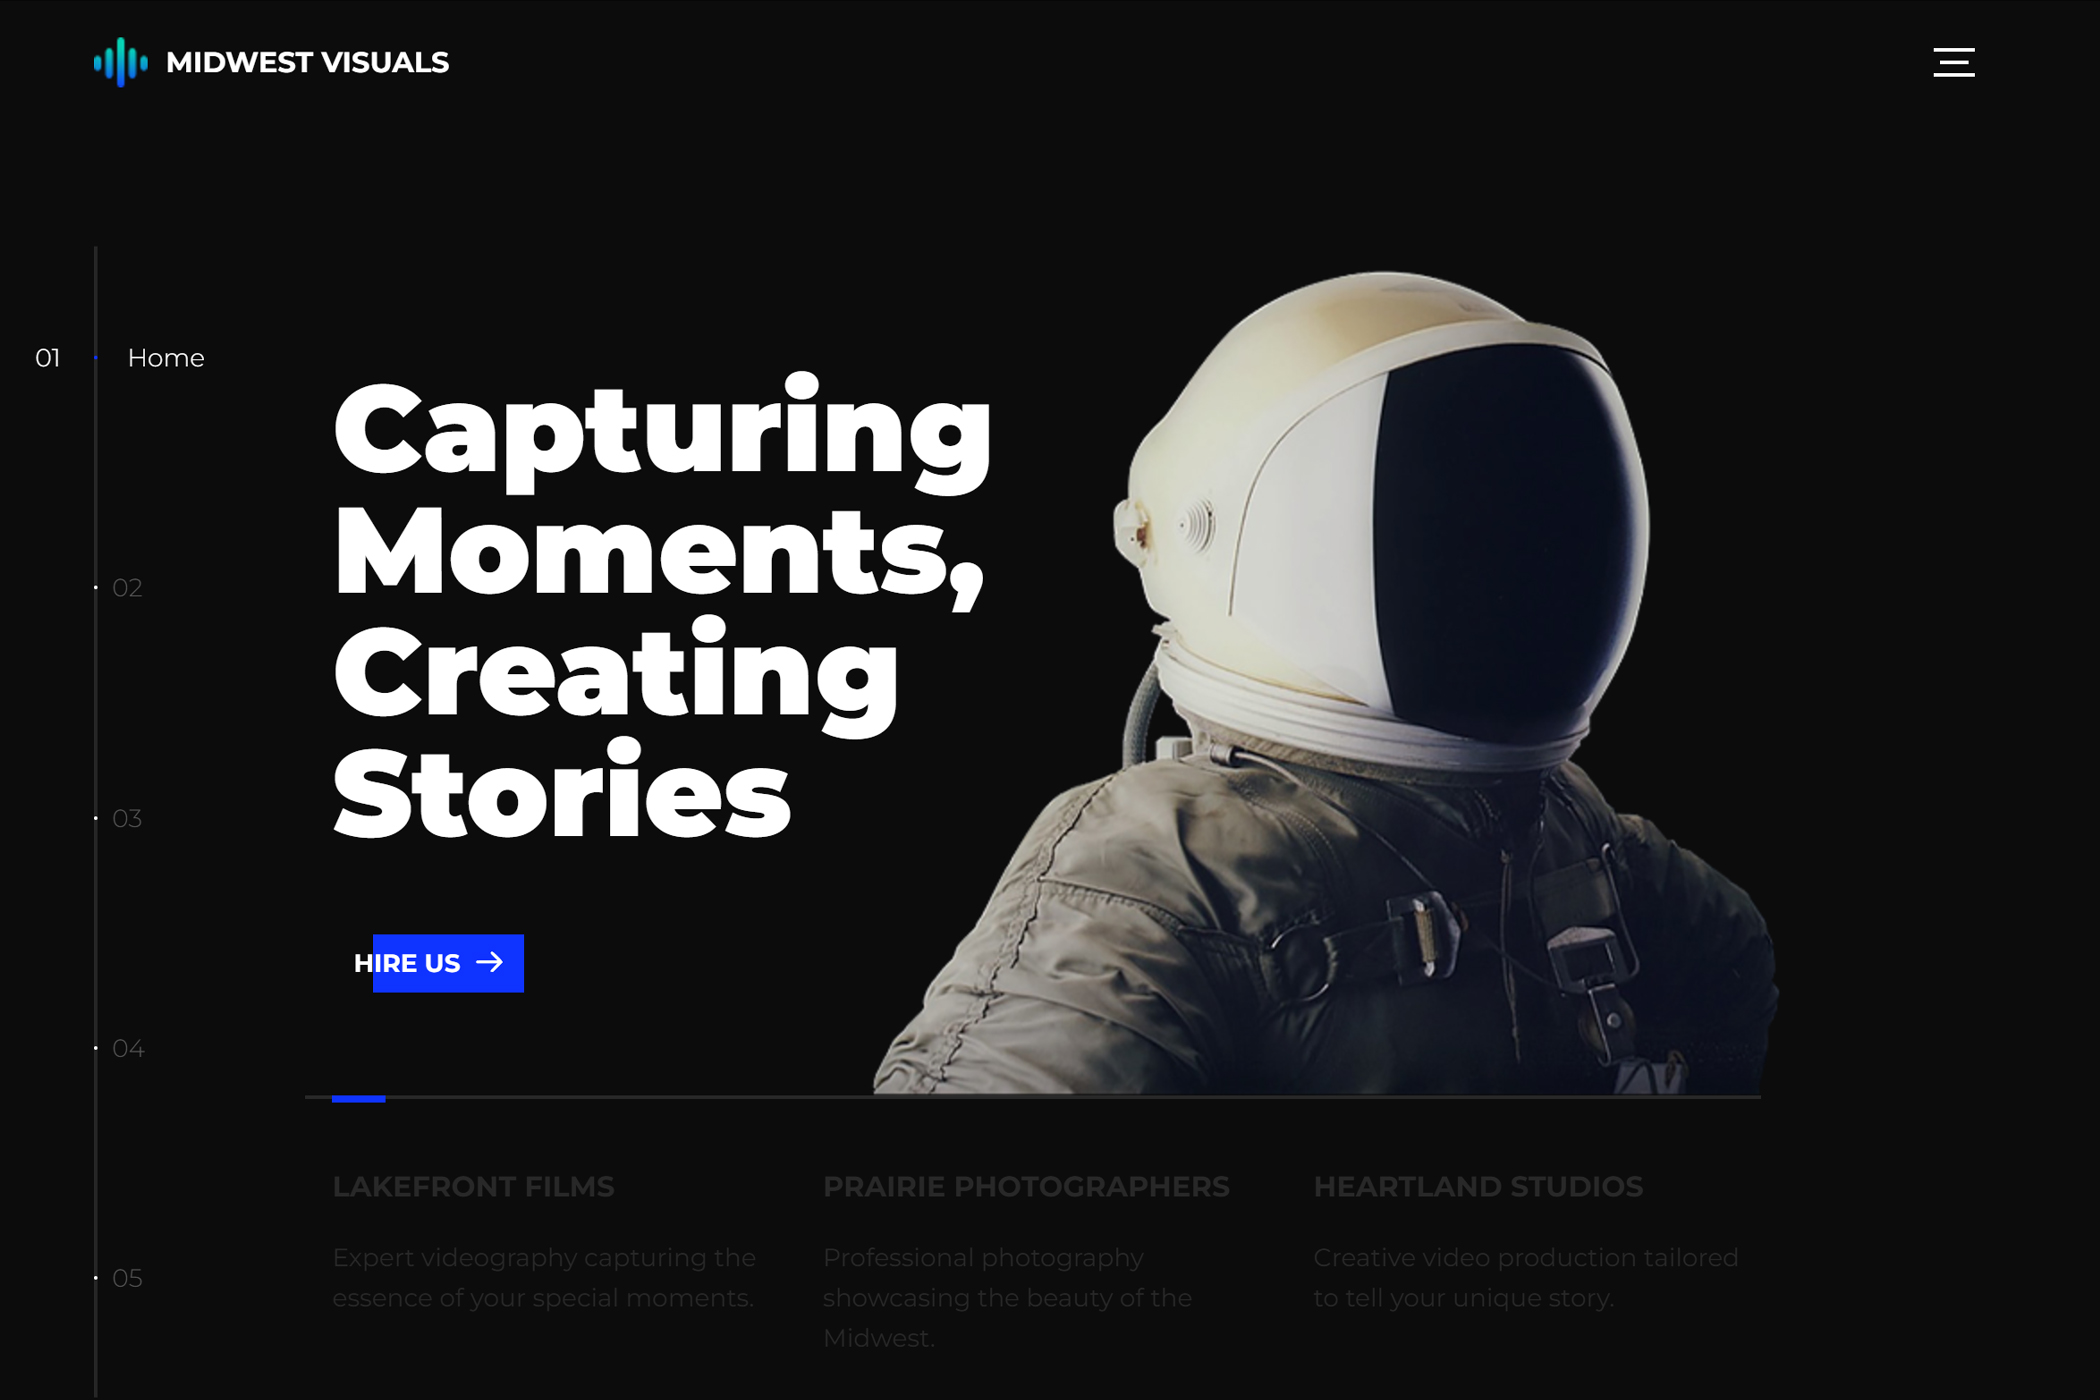 MIDWEST VISUALS
01 Home
Capturing
Moments,
Creating
Stories
02
03
HIRE US
04
LAKEFRONT FILMS
Expert videography capturing the
essence of your special moments.
PRAIRIE PHOTOGRAPHERS
Professional photography
showcasing the beauty of the
Midwest.
HEARTLAND STUDIOS
Creative video production tailored
to tell your unique story.
05